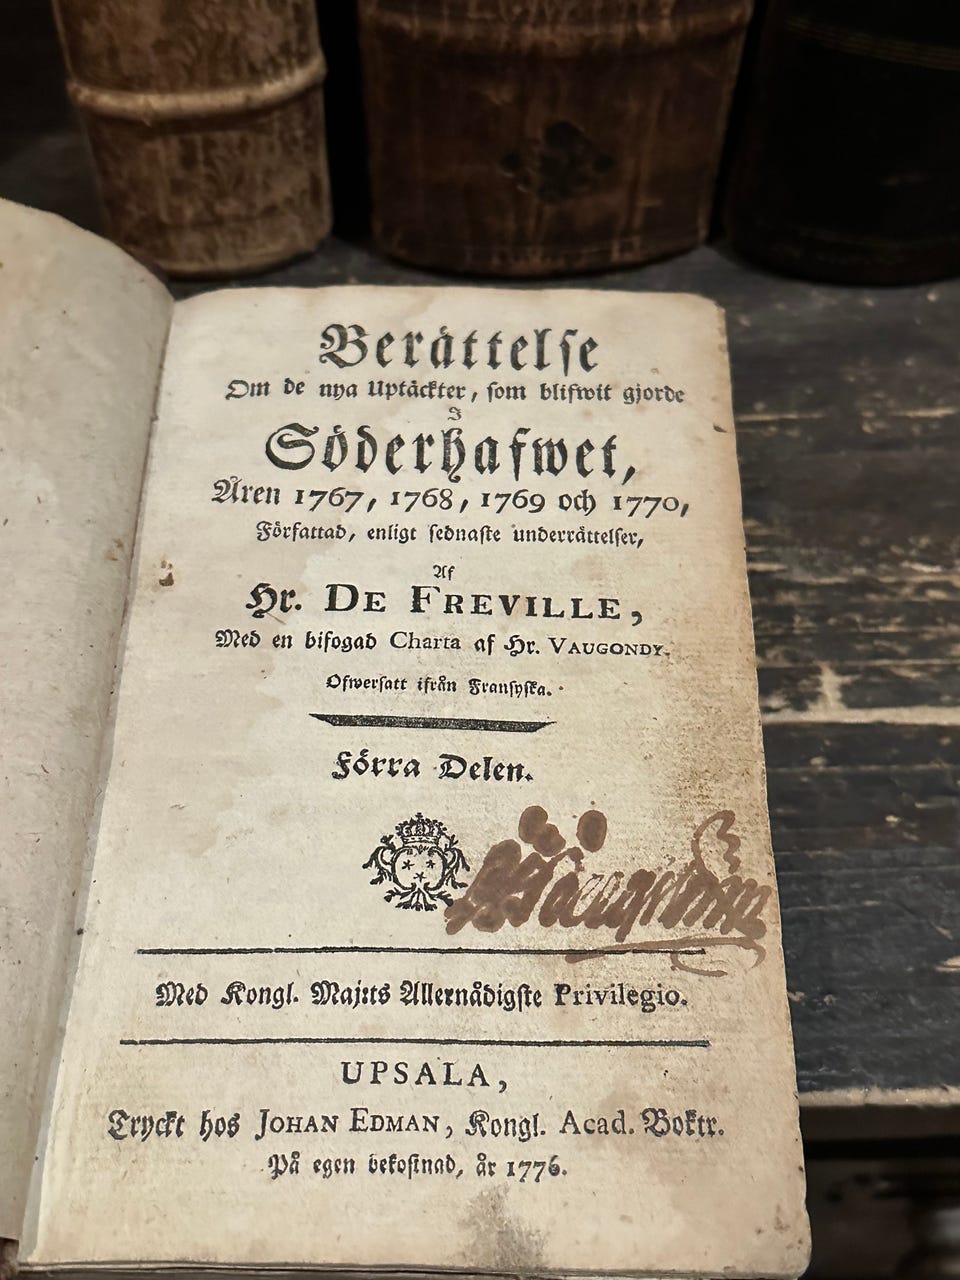 Berättelse
Om de nya Uptäckter, som blifwit gjorde
I
Söderhafwet,
Åren 1767, 1768, 1769 och 1770,
Författad, enligt sednaste underrättelser,
Af
Hr. DE FREVILLE,
Med en bifogad Charta af Hr. VAUGONDY.
Ofwersatt ifrån Fransyska.
Förra Delen.
Med Kongl. Maj:ts Allernådigste Privilegio.
UPSALA,
Tryckt hos JOHAN EDMAN, Kongl. Acad. Boktr.
På egen bekostnad, år 1776.